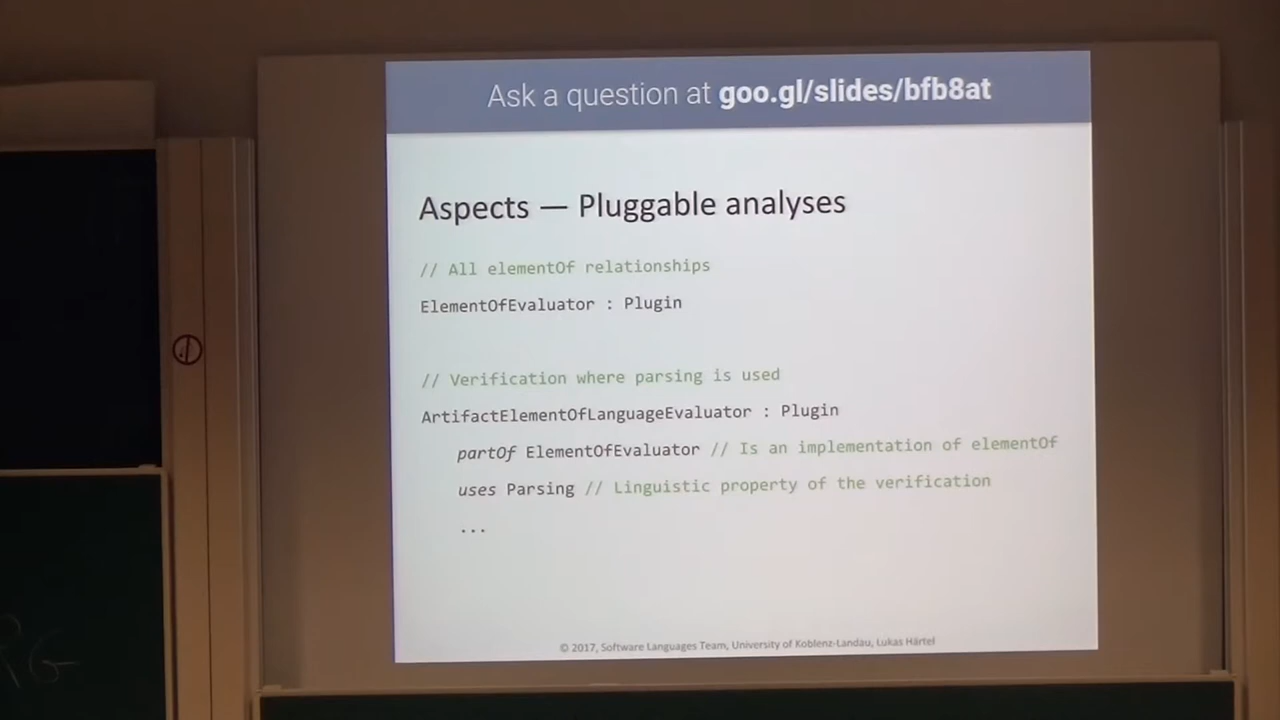 Ask a question at goo.gl/slides/bfb8at
Aspects — Pluggable analyses
// All elementOf relationships
ElementOfEvaluator : Plugin
// Verification where parsing is used
ArtifactElementOfLanguageEvaluator : Plugin
partOf ElementOfEvaluator // Is an implementation of elementOf
uses Parsing // Linguistic property of the verification
...
© 2017, Software Languages Team, University of Koblenz-Landau, Lukas Härtel